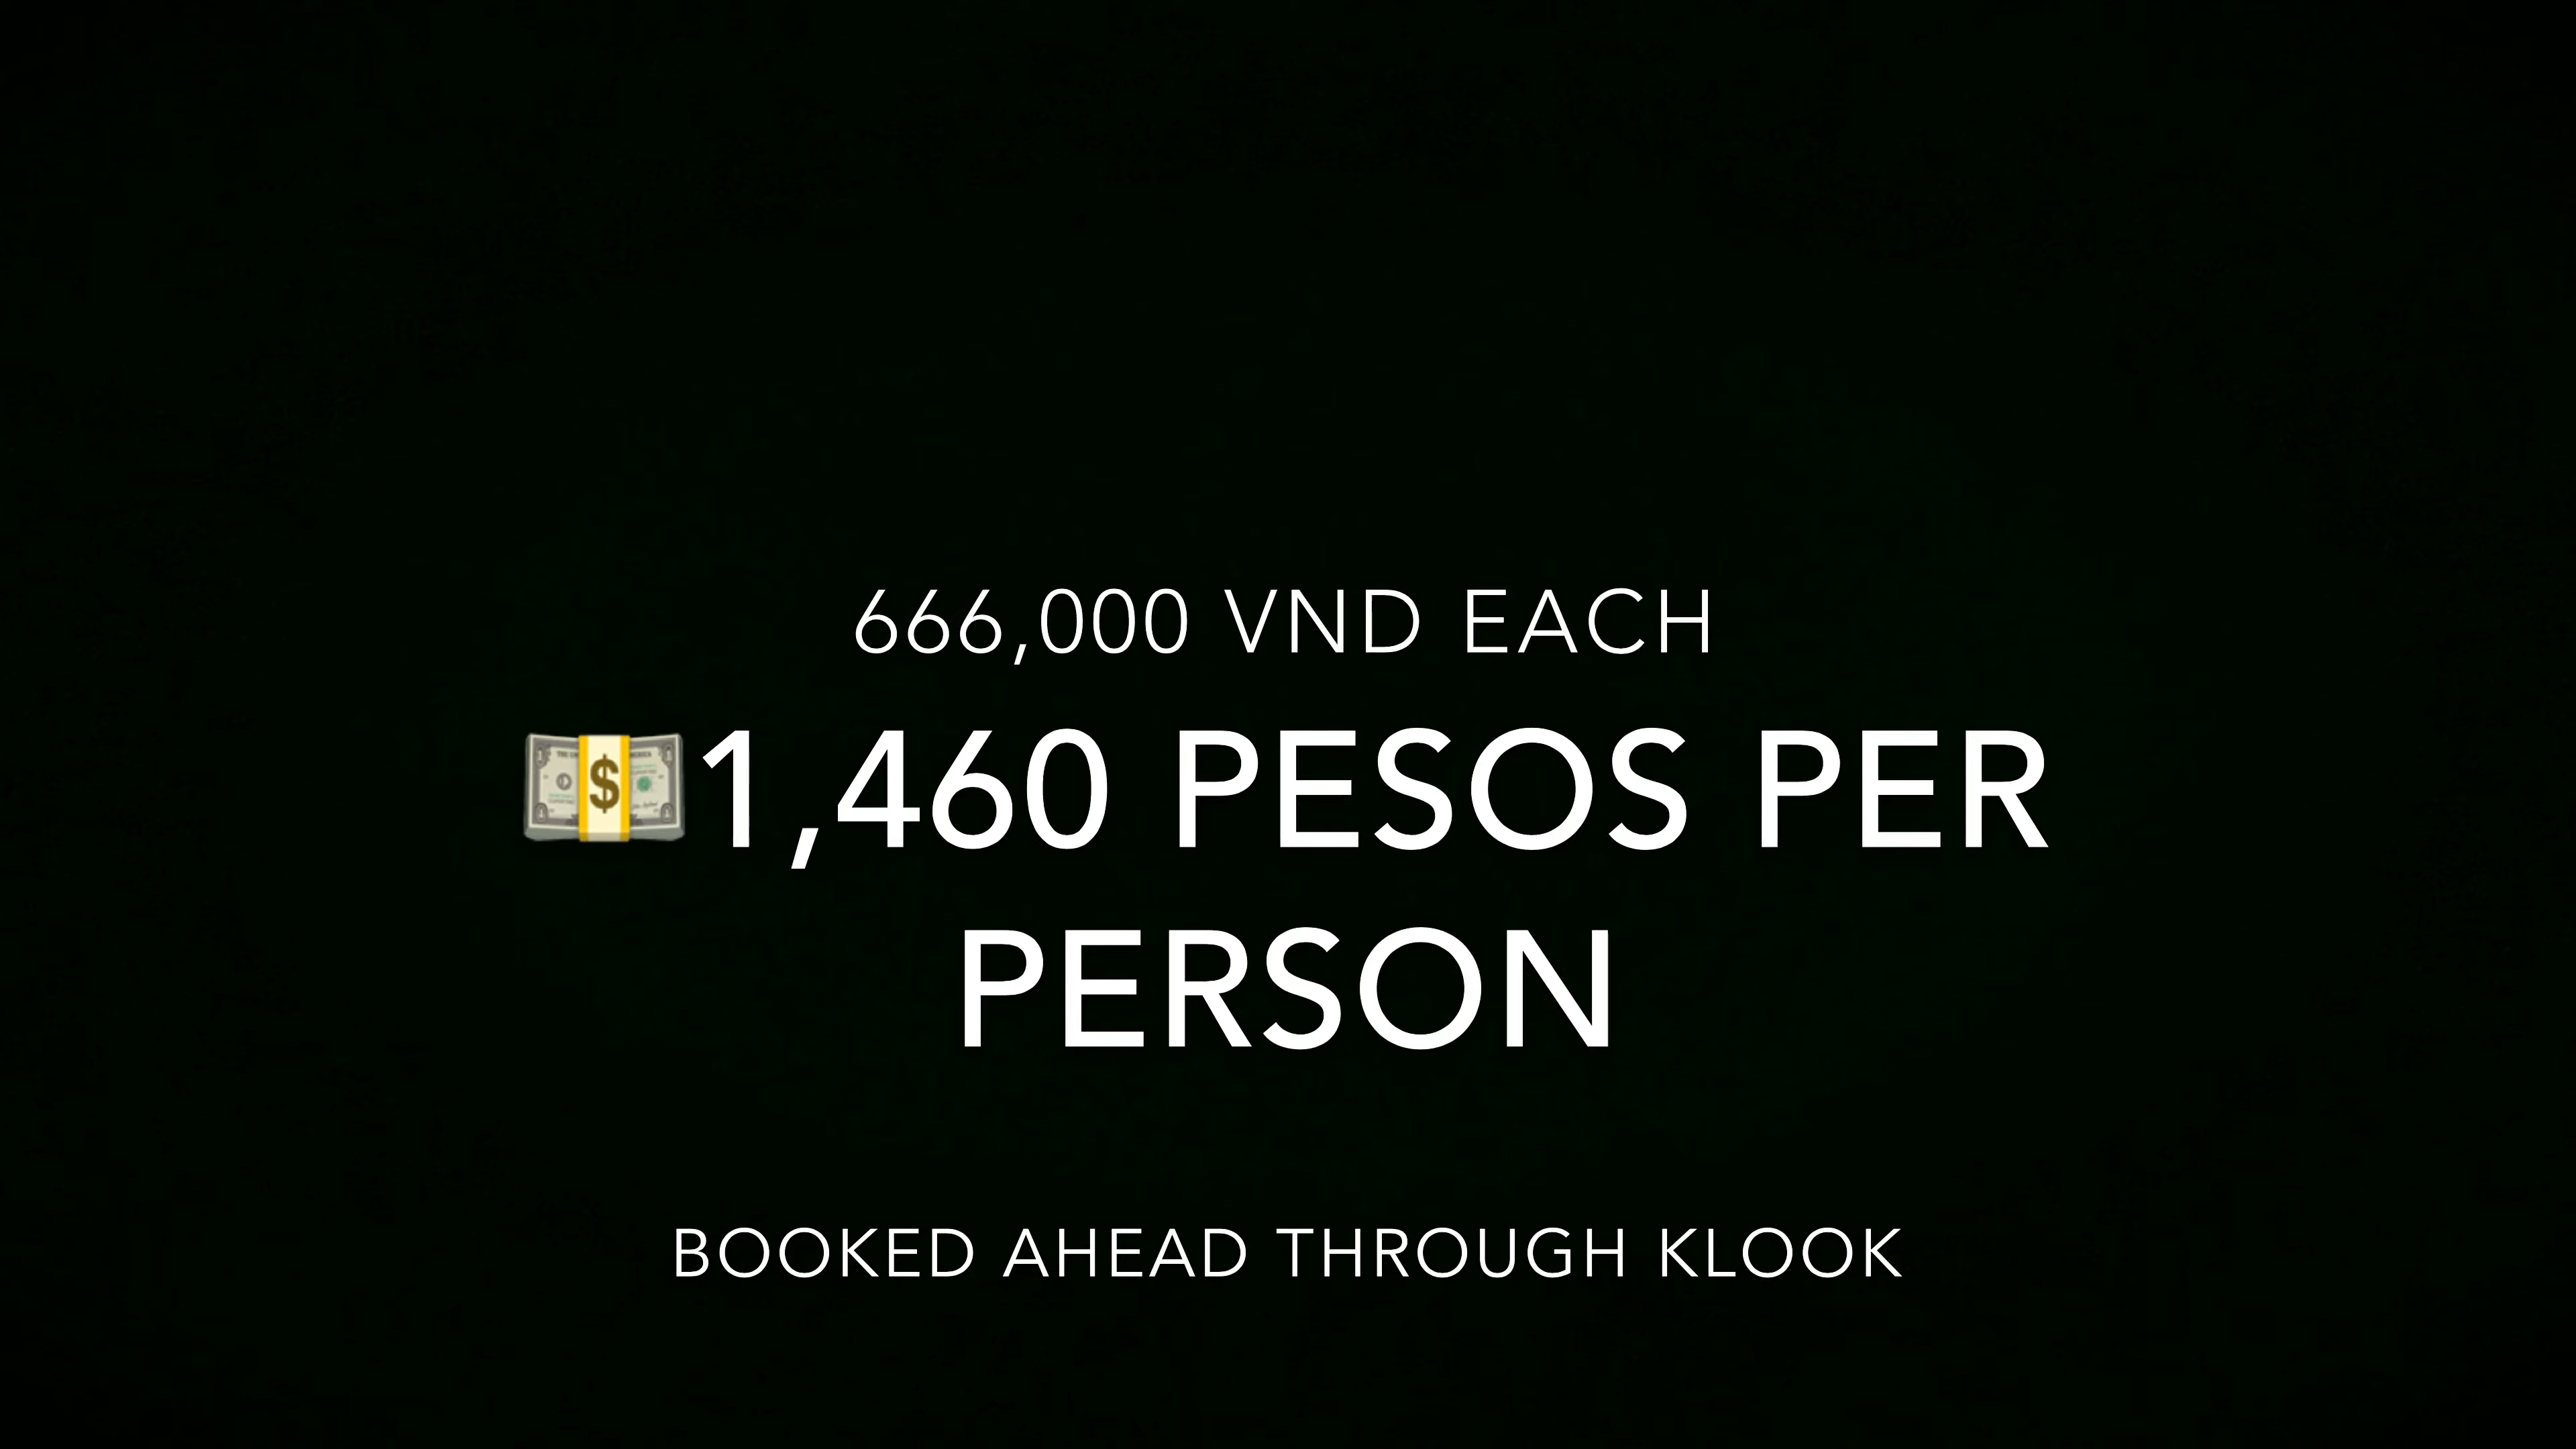 666,000 VND EACH
💵1,460 PESOS PER
PERSON
BOOKED AHEAD THROUGH KLOOK